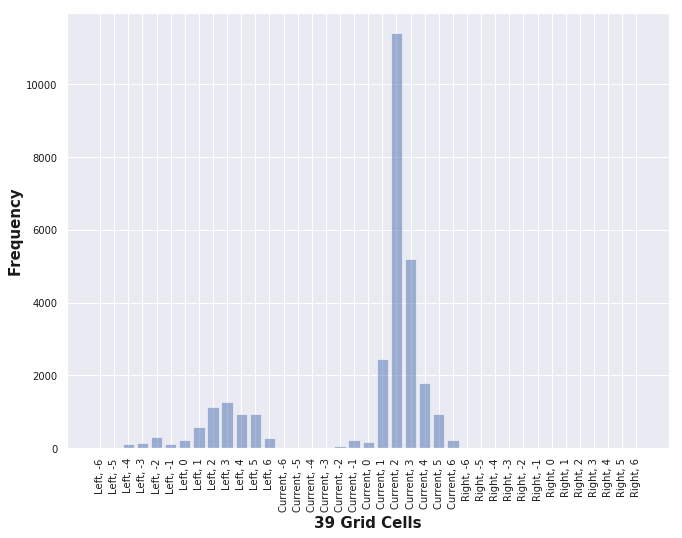 Frequency
10000
8000
6000
4000
2000
0
Left, -6
Left, -5
Left, -4
Left, -3
Left, -2
Left, -1
Left, 0
Left, 1
Left, 2
Left, 3
Left, 4
Left, 5
Left, 6
Current, -6
Current, -5
Current, -4
Current, -3
Current, -2
Current, -1
Current, 0
Current, 1
Current, 2
Current, 3
Current, 4
Current, 5
Current, 6
Right, -6
Right, -5
Right, -4
Right, -3
Right, -2
Right, -1
Right, 0
Right, 1
Right, 2
Right, 3
Right, 4
Right, 5
Right, 6
39 Grid Cells